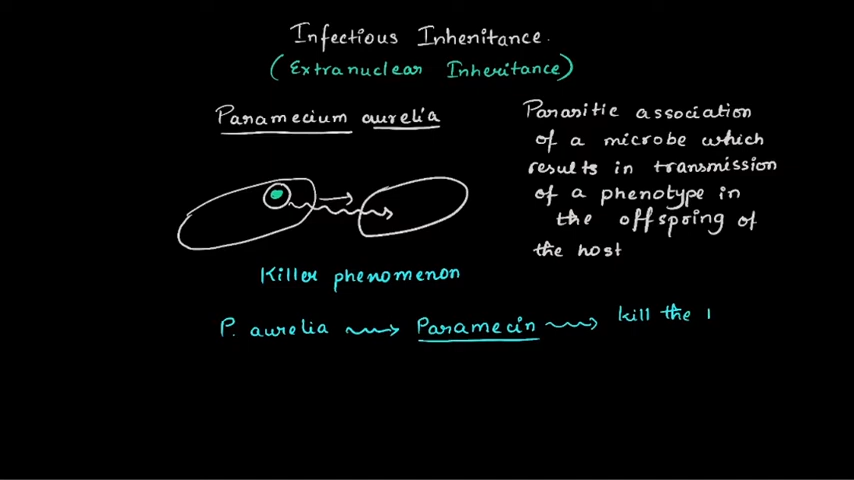 Infectious Inheritance.
(Extranuclear Inheritance)
Paramecium aurelia
Parasitic association
of a microbe which
results in transmission
of a phenotype in
the offspring of
the host
Killer phenomenon
P. aurelia Paramecin kill the